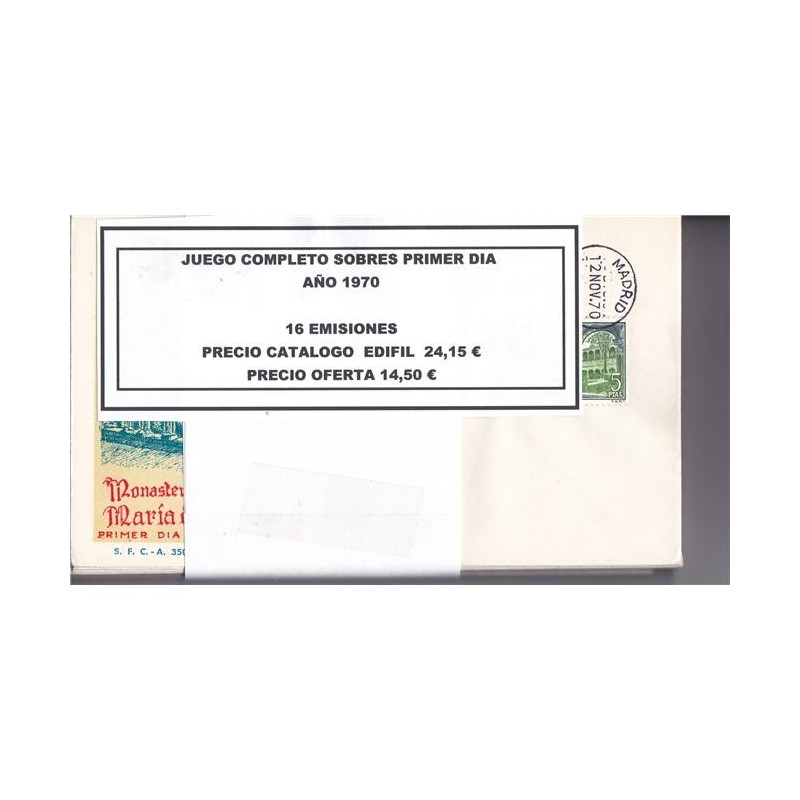 JUEGO COMPLETO SOBRES PRIMER DIA
AÑO 1970
16 EMISIONES
PRECIO CATALOGO EDIFIL 24,15 €
PRECIO OFERTA 14,50 €
MADRID
12 NOV. 70
5
PTAS
Monaster
María
PRIMER DIA
S. F. C. - A. 350